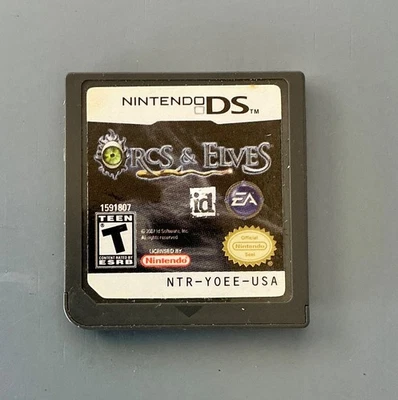 NINTENDO DS™
ORCS & ELVES
id
EA
1591807
TEEN
T
CONTENT RATED BY
ESRB
© 2007 id Software, Inc.
All rights reserved.
LICENSED BY
Nintendo
Official
Nintendo
Seal
NTR-YOEE-USA